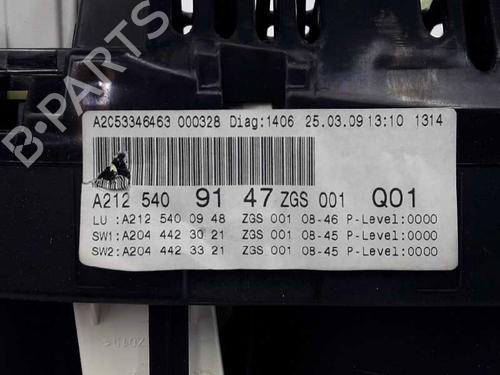 B-PARTS
A2C53346463 000328 Diag:1406 25.03.09 13:10 1314
A212 540 91 47 ZGS 001 Q01
LU :A212 540 09 48 ZGS 001 08-46 P-Level:0000
SW1:A204 442 30 21 ZGS 001 08-45 P-Level:0000
SW2:A204 442 33 21 ZGS 001 08-45 P-Level:0000